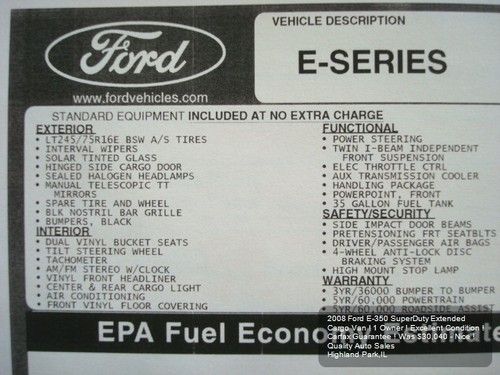 Ford
www.fordvehicles.com
VEHICLE DESCRIPTION
E-SERIES
STANDARD EQUIPMENT INCLUDED AT NO EXTRA CHARGE
EXTERIOR
• LT245/75R16E BSW A/S TIRES
• INTERVAL WIPERS
• SOLAR TINTED GLASS
• HINGED SIDE CARGO DOOR
• SEALED HALOGEN HEADLAMPS
• MANUAL TELESCOPIC TT
MIRRORS
• SPARE TIRE AND WHEEL
• BLK NOSTRIL BAR GRILLE
• BUMPERS, BLACK
INTERIOR
• DUAL VINYL BUCKET SEATS
• TILT STEERING WHEEL
• TACHOMETER
• AM/FM STEREO W/CLOCK
• VINYL FRONT HEADLINER
• CENTER & REAR CARGO LIGHT
• AIR CONDITIONING
• FRONT VINYL FLOOR COVERING
FUNCTIONAL
• POWER STEERING
• TWIN I-BEAM INDEPENDENT
FRONT SUSPENSION
• ELEC THROTTLE CTRL
• AUX TRANSMISSION COOLER
• HANDLING PACKAGE
• POWERPOINT, FRONT
• 35 GALLON FUEL TANK
SAFETY/SECURITY
• SIDE IMPACT DOOR BEAMS
• PRETENSIONING FRT SEATBLTS
• DRIVER/PASSENGER AIR BAGS
• 4-WHEEL ANTI-LOCK DISC
BRAKING SYSTEM
• HIGH MOUNT STOP LAMP
WARRANTY
• 3YR/36000 BUMPER TO BUMPER
• 5YR/60,000 POWERTRAIN
• 5YR/60,000 ROADSIDE ASSIST
EPA Fuel Economy Estimate
2008 Ford E-350 SuperDuty Extended
Cargo Van | 1 Owner | Excellent Condition |
Carfax Guarantee | Was $30,040 - Nice |
Quality Auto Sales
Highland Park,IL